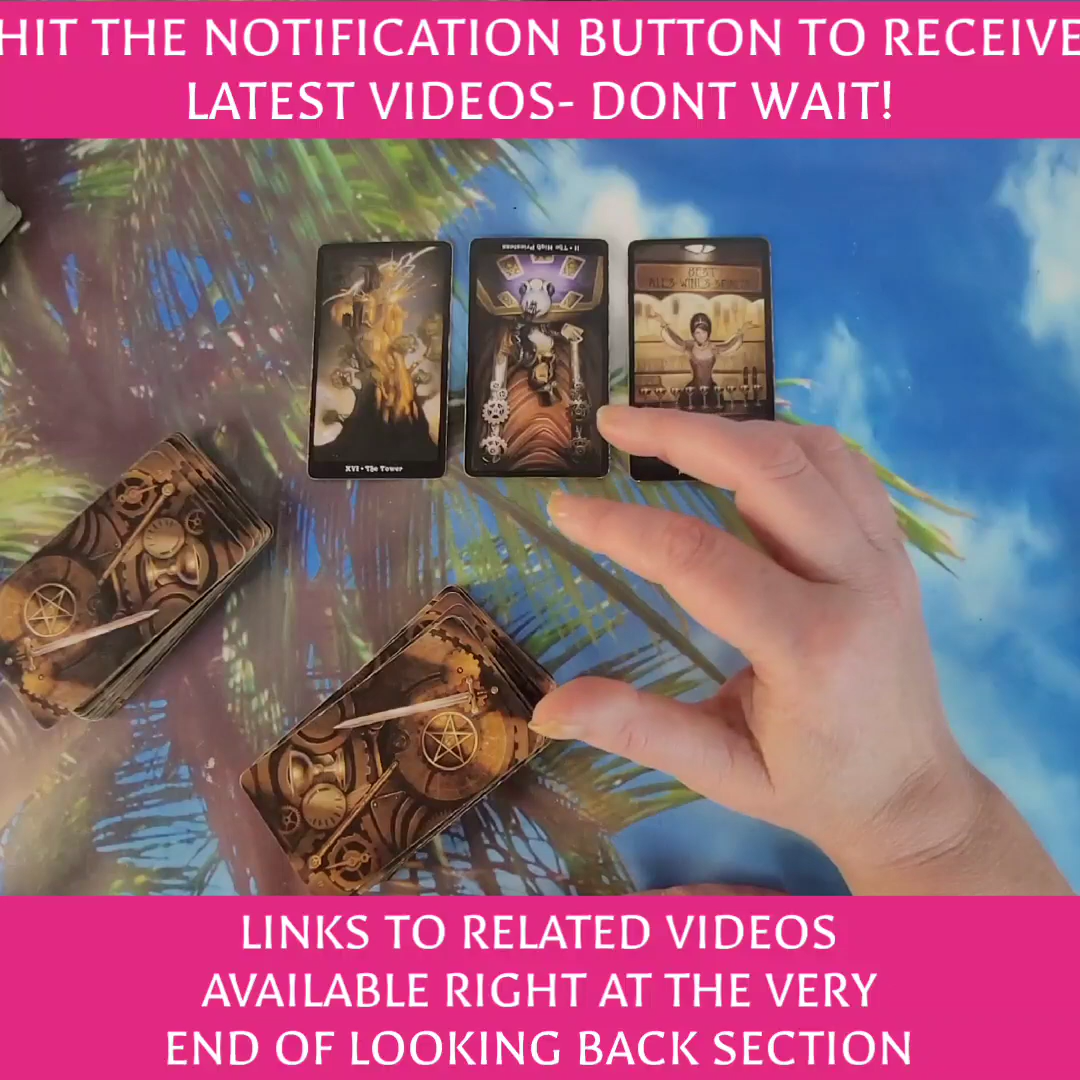 HIT THE NOTIFICATION BUTTON TO RECEIVE
LATEST VIDEOS- DONT WAIT!
II • The High Priestess
BEST
XVI • The Tower
LINKS TO RELATED VIDEOS
AVAILABLE RIGHT AT THE VERY
END OF LOOKING BACK SECTION